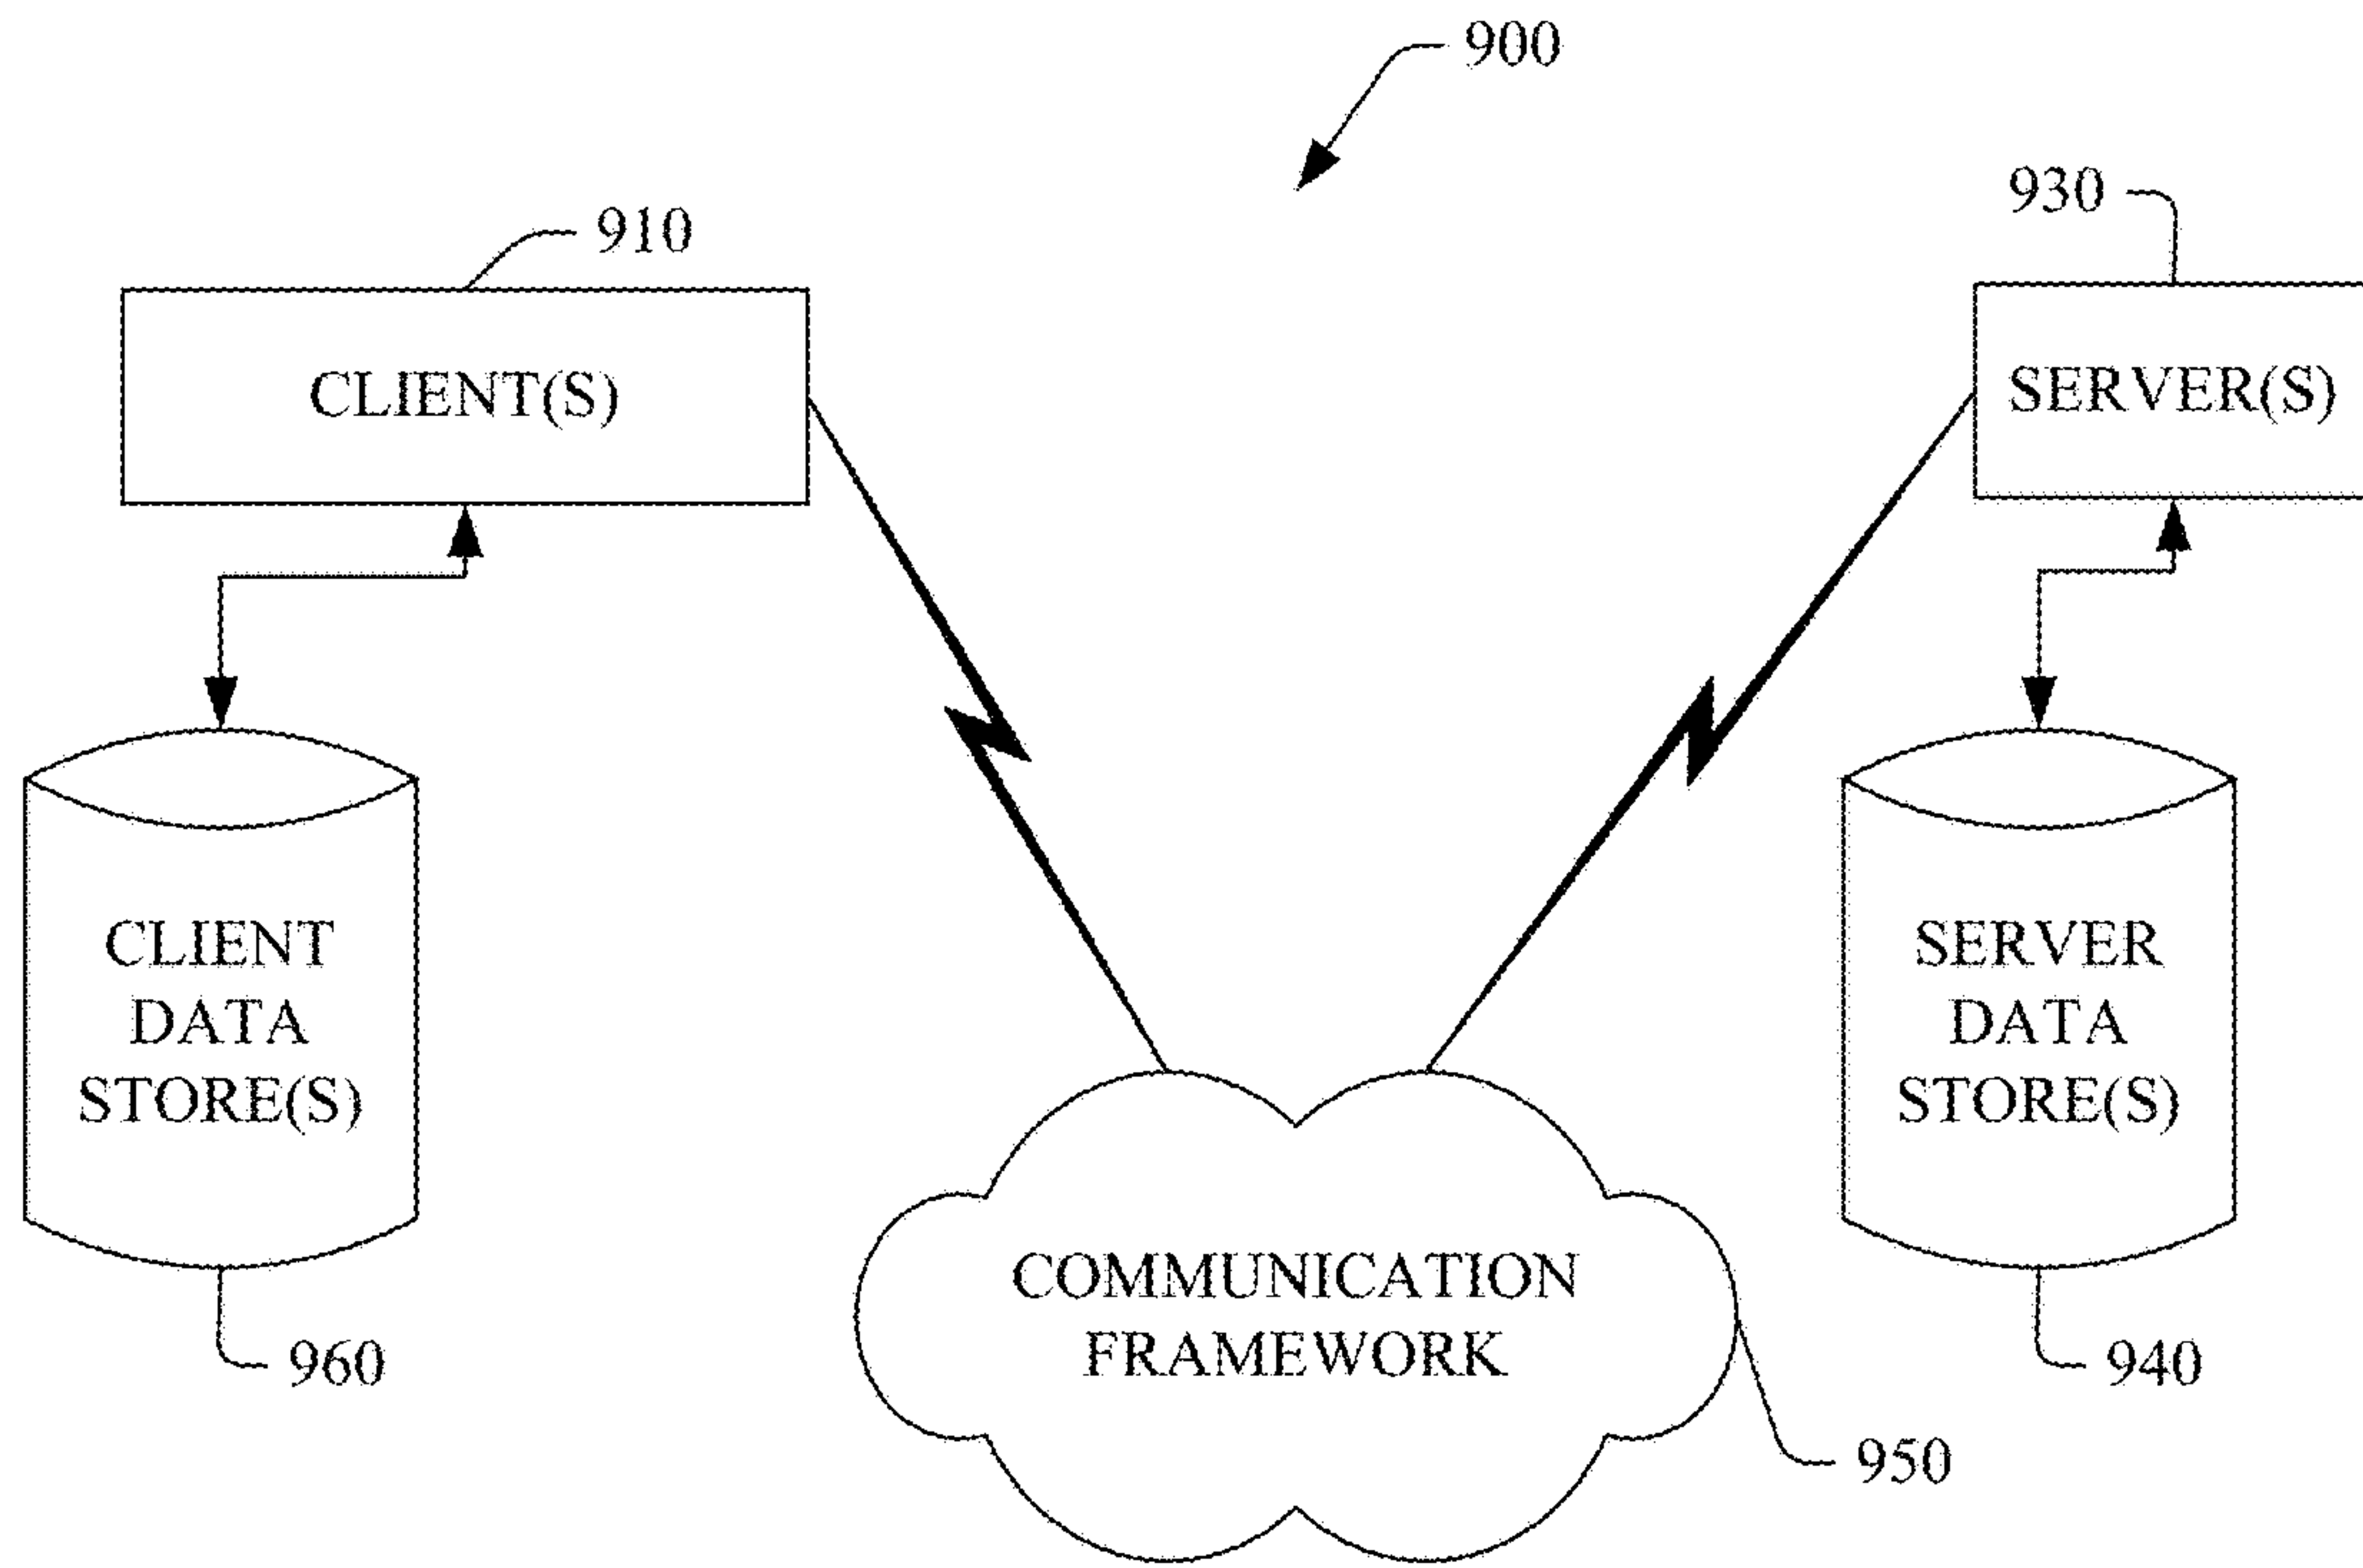 900
910
930
CLIENT(S)
SERVER(S)
CLIENT
DATA
STORE(S)
SERVER
DATA
STORE(S)
COMMUNICATION
FRAMEWORK
960
940
950